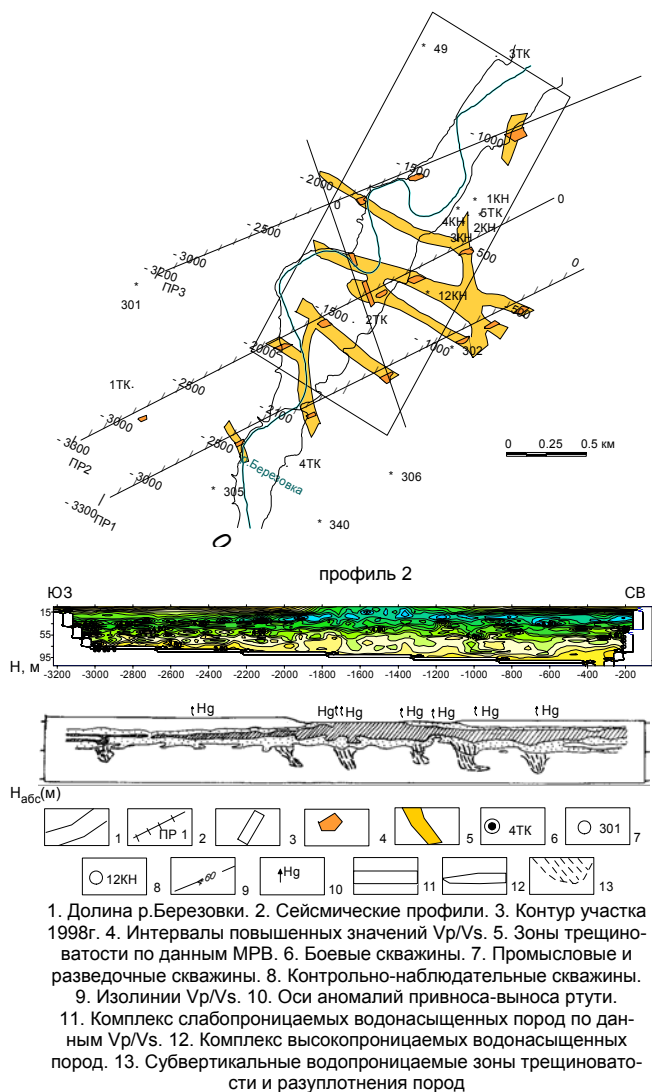 49
3ТК
- 1000
- 1500
- 2000
0
1КН
5ТК
4КН
2КН
3КН
0
- 2500
- 3000
- 3200
ПР3
500
0
301
12КН
- 1500
2ТК
500
- 1000
302
- 2000
1ТК.
- 2500
- 2100
- 3000
- 3300
ПР2
- 2500
4ТК
р.Березовка
306
0 0.25 0.5 км
- 3000
305
- 3300
ПР1
340
профиль 2
ЮЗ СВ
15
55
95
Н, м
-3200 -3000 -2800 -2600 -2400 -2200 -2000 -1800 -1600 -1400 -1200 -1000 -800 -600 -400 -200
Hg Hg Hg Hg Hg Hg Hg
Набс(м)
1 ПР 1 2 3 4 5 4ТК 6 301 7
12КН 8 4.60 9 Hg 10 11 12 13
1. Долина р.Березовки. 2. Сейсмические профили. 3. Контур участка
1998г. 4. Интервалы повышенных значений Vp/Vs. 5. Зоны трещино-
ватости по данным МРВ. 6. Боевые скважины. 7. Промысловые и
разведочные скважины. 8. Контрольно-наблюдательные скважины.
9. Изолинии Vp/Vs. 10. Оси аномалий привноса-выноса ртути.
11. Комплекс слабопроницаемых водонасыщенных пород по дан-
ным Vp/Vs. 12. Комплекс высокопроницаемых водонасыщенных
пород. 13. Субвертикальные водопроницаемые зоны трещиновато-
сти и разуплотнения пород